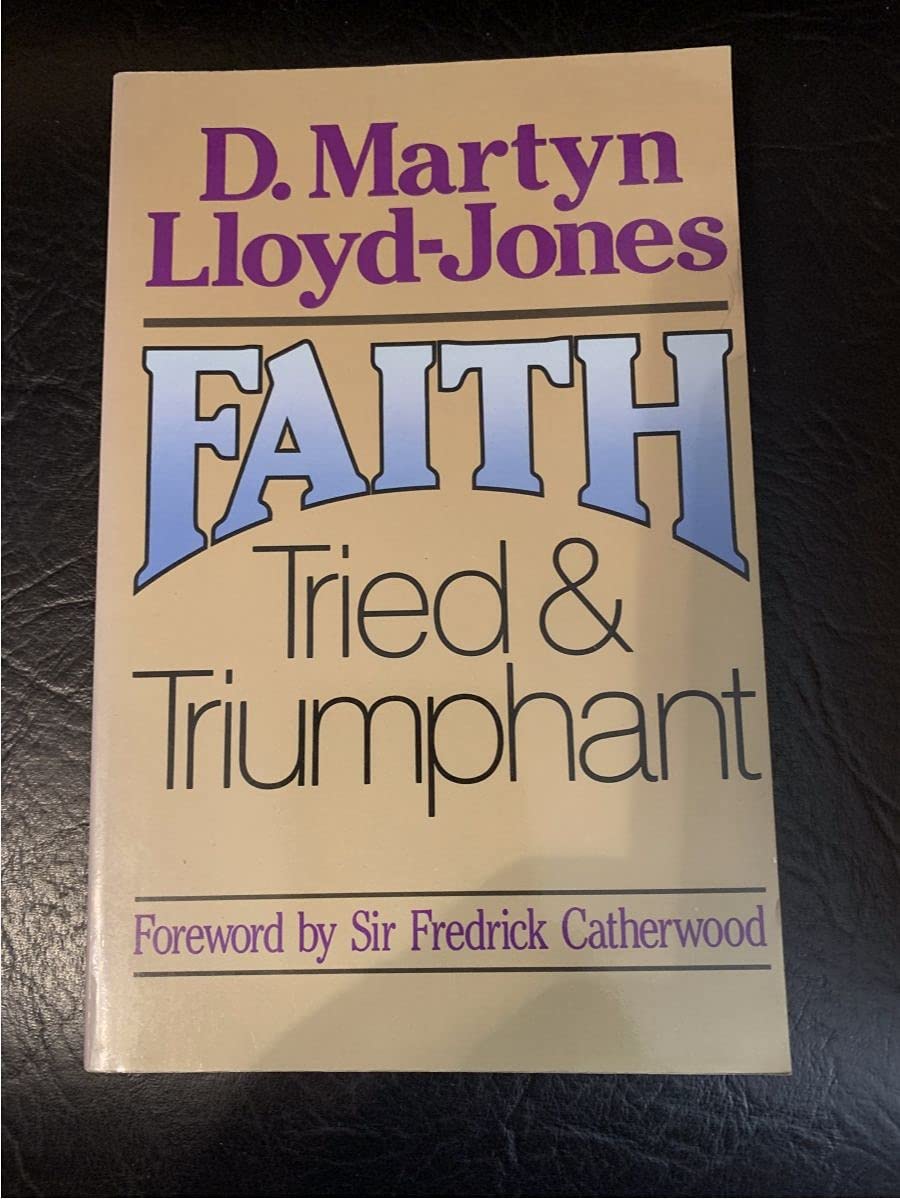 D. Martyn
Lloyd-Jones
FAITH
Tried &
Triumphant
Foreword by Sir Fredrick Catherwood